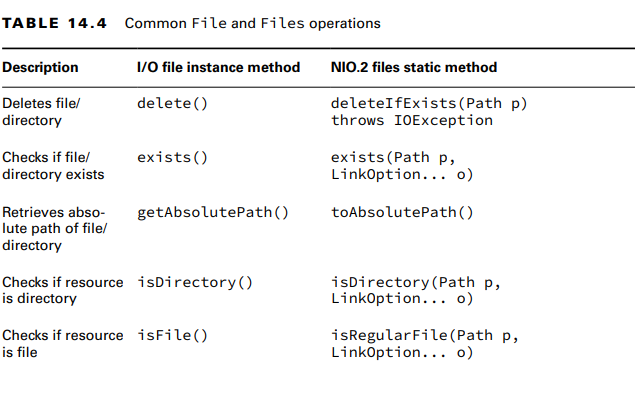 TABLE 14.4 Common File and Files operations
Description I/O file instance method NIO.2 files static method
Deletes file/ delete() deleteIfExists(Path p)
directory throws IOException
Checks if file/ exists() exists(Path p,
directory exists LinkOption... o)
Retrieves abso- getAbsolutePath() toAbsolutePath()
lute path of file/
directory
Checks if resource isDirectory() isDirectory(Path p,
is directory LinkOption... o)
Checks if resource isFile() isRegularFile(Path p,
is file LinkOption... o)